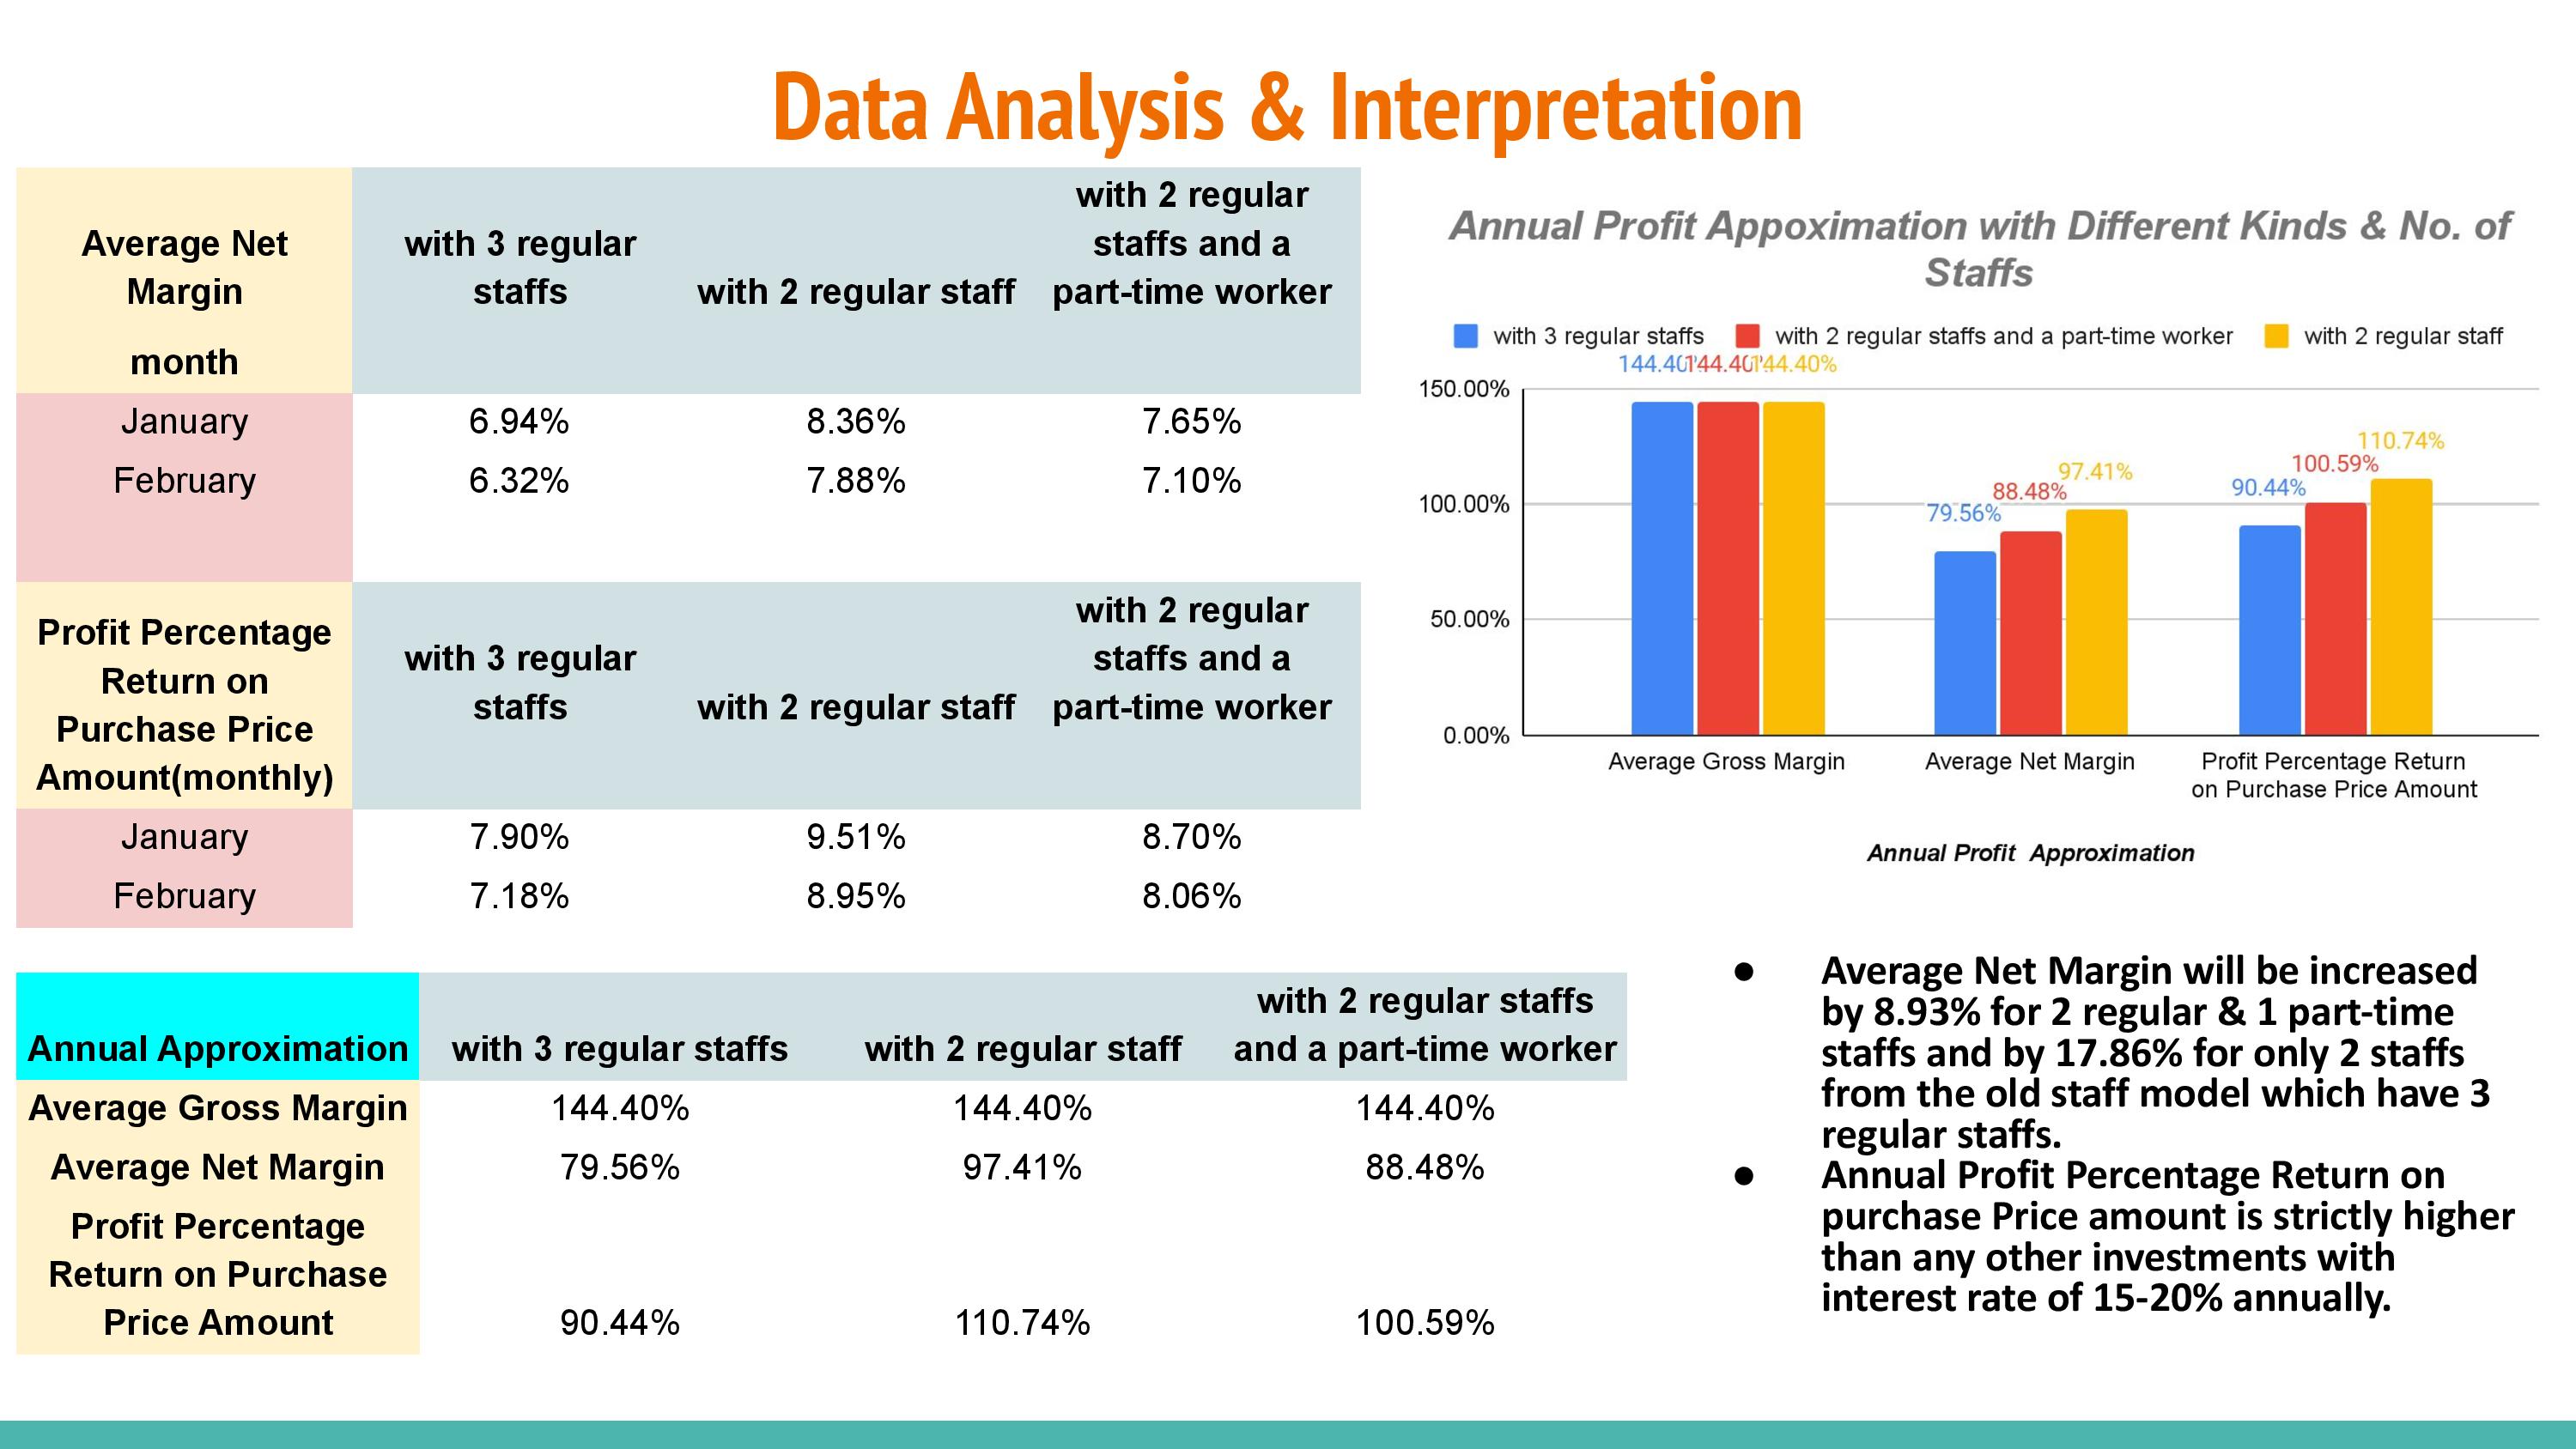 Data Analysis & Interpretation
Average Net
Margin
month
with 3 regular
staffs
with 2 regular staff
with 2 regular
staffs and a
part-time worker
January 6.94% 8.36% 7.65%
February 6.32% 7.88% 7.10%
Profit Percentage
Return on
Purchase Price
Amount(monthly)
with 3 regular
staffs
with 2 regular staff
with 2 regular
staffs and a
part-time worker
January 7.90% 9.51% 8.70%
February 7.18% 8.95% 8.06%
Annual Approximation
with 3 regular staffs
with 2 regular staff
with 2 regular staffs
and a part-time worker
Average Gross Margin 144.40% 144.40% 144.40%
Average Net Margin 79.56% 97.41% 88.48%
Profit Percentage
Return on Purchase
Price Amount 90.44% 110.74% 100.59%
Annual Profit Appoximation with Different Kinds & No. of
Staffs
with 3 regular staffs with 2 regular staffs and a part-time worker with 2 regular staff
144.40% 144.40% 144.40%
150.00%
110.74%
100.59%
97.41%
90.44%
88.48%
100.00%
79.56%
50.00%
0.00%
Average Gross Margin Average Net Margin Profit Percentage Return
on Purchase Price Amount
Annual Profit Approximation
● Average Net Margin will be increased
by 8.93% for 2 regular & 1 part-time
staffs and by 17.86% for only 2 staffs
from the old staff model which have 3
regular staffs.
● Annual Profit Percentage Return on
purchase Price amount is strictly higher
than any other investments with
interest rate of 15-20% annually.